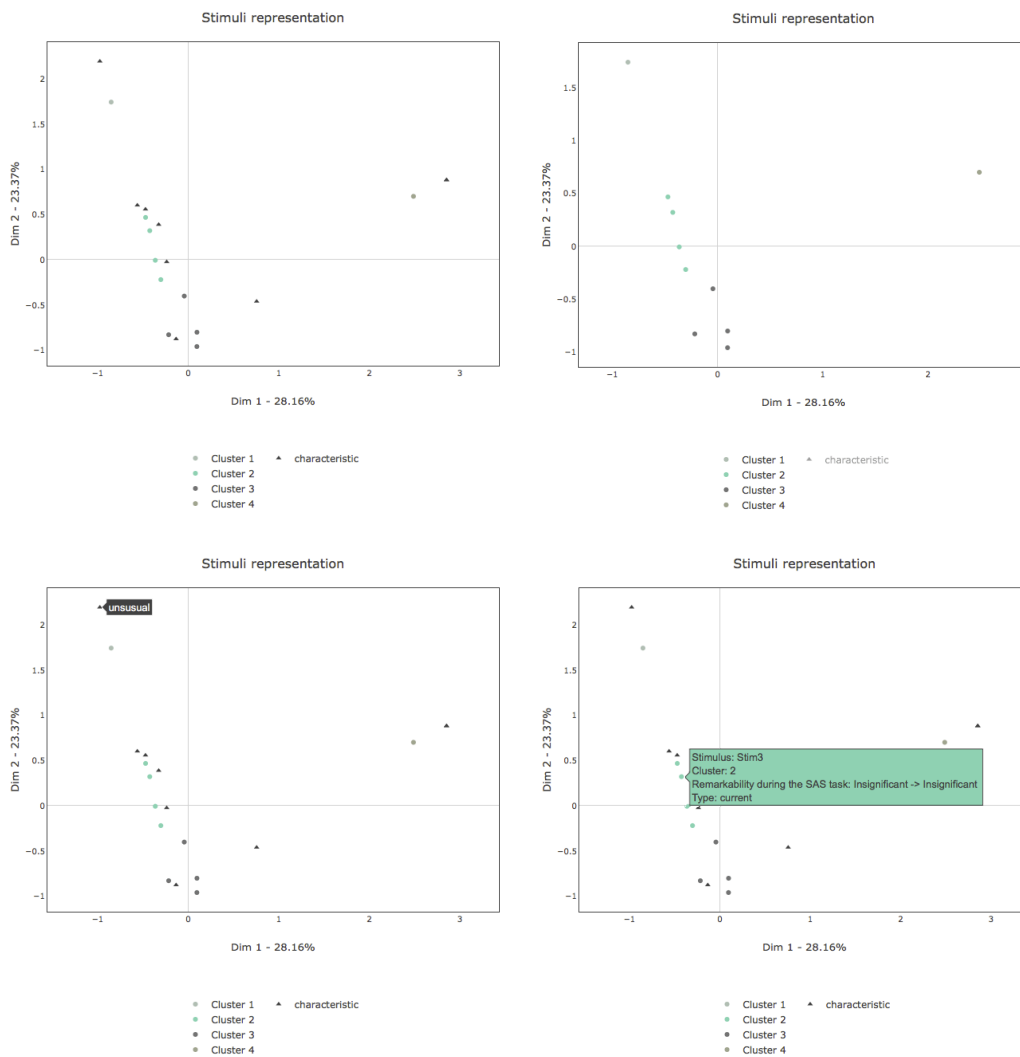 Stimuli representation
2
1.5
1
0.5
0
−0.5
−1
Dim 2 - 23.37%
−1
0
1
2
3
Dim 1 - 28.16%
Cluster 1
characteristic
Cluster 2
Cluster 3
Cluster 4
Stimuli representation
1.5
1
0.5
0
−0.5
−1
Dim 2 - 23.37%
−1
0
1
2
Dim 1 - 28.16%
Cluster 1
characteristic
Cluster 2
Cluster 3
Cluster 4
Stimuli representation
unsusual
2
1.5
1
0.5
0
−0.5
−1
Dim 2 - 23.37%
−1
0
1
2
3
Dim 1 - 28.16%
Cluster 1
characteristic
Cluster 2
Cluster 3
Cluster 4
Stimuli representation
2
1.5
1
0.5
0
−0.5
−1
Dim 2 - 23.37%
Stimulus: Stim3
Cluster: 2
Remarkability during the SAS task: Insignificant -> Insignificant
Type: current
−1
0
1
2
3
Dim 1 - 28.16%
Cluster 1
characteristic
Cluster 2
Cluster 3
Cluster 4